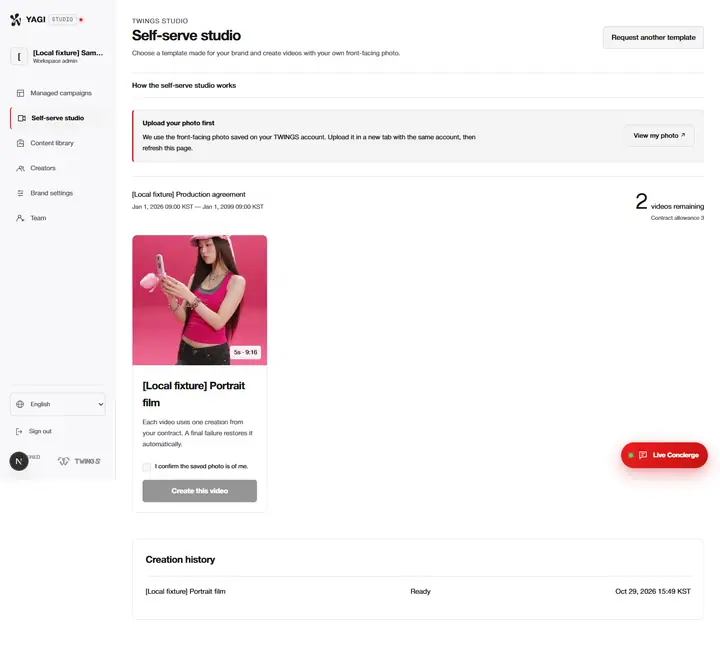 YAGI STUDIO
[
[Local fixture] Sam...
Workspace admin
Managed campaigns
Self-serve studio
Content library
Creators
Brand settings
Team
English
Sign out
N
TWINGS
TWINGS STUDIO
Self-serve studio
Choose a template made for your brand and create videos with your own front-facing photo.
Request another template
How the self-serve studio works
Upload your photo first
We use the front-facing photo saved on your TWINGS account. Upload it in a new tab with the same account, then
refresh this page.
View my photo ↗
[Local fixture] Production agreement
Jan 1, 2026 09:00 KST — Jan 1, 2099 09:00 KST
2 videos remaining
Contract allowance 3
5s · 9:16
[Local fixture] Portrait
film
Each video uses one creation from
your contract. A final failure restores it
automatically.
I confirm the saved photo is of me.
Create this video
Live Concierge
Creation history
[Local fixture] Portrait film
Ready
Oct 29, 2026 15:49 KST